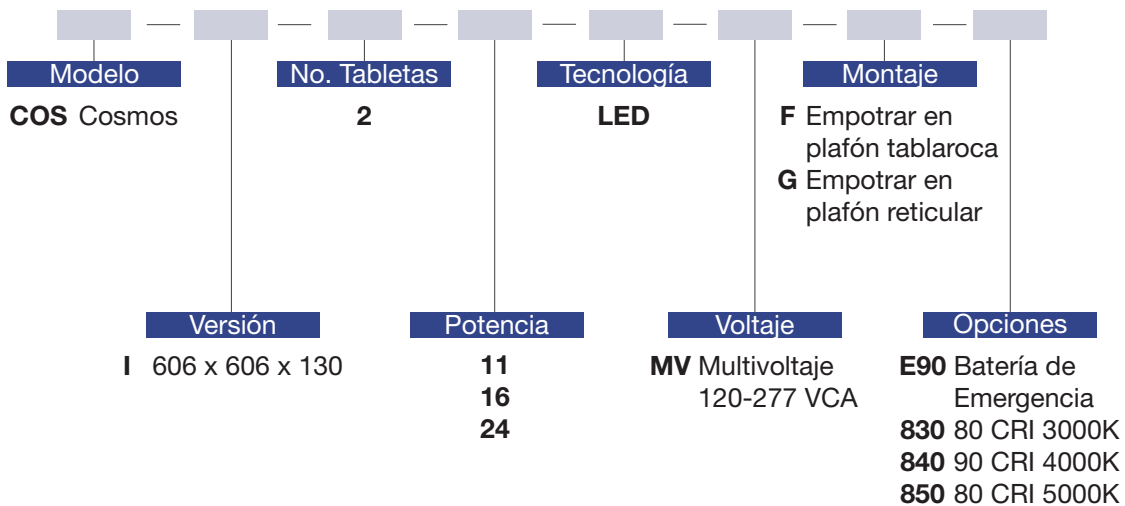 Modelo
No. Tabletas
Tecnología
Montaje
COS Cosmos
2
LED
F Empotrar en
plafón tablaroca
G Empotrar en
plafón reticular
Versión
Potencia
Voltaje
Opciones
I 606 x 606 x 130
11
16
24
MV Multivoltaje
120-277 VCA
E90 Batería de
Emergencia
830 80 CRI 3000K
840 90 CRI 4000K
850 80 CRI 5000K